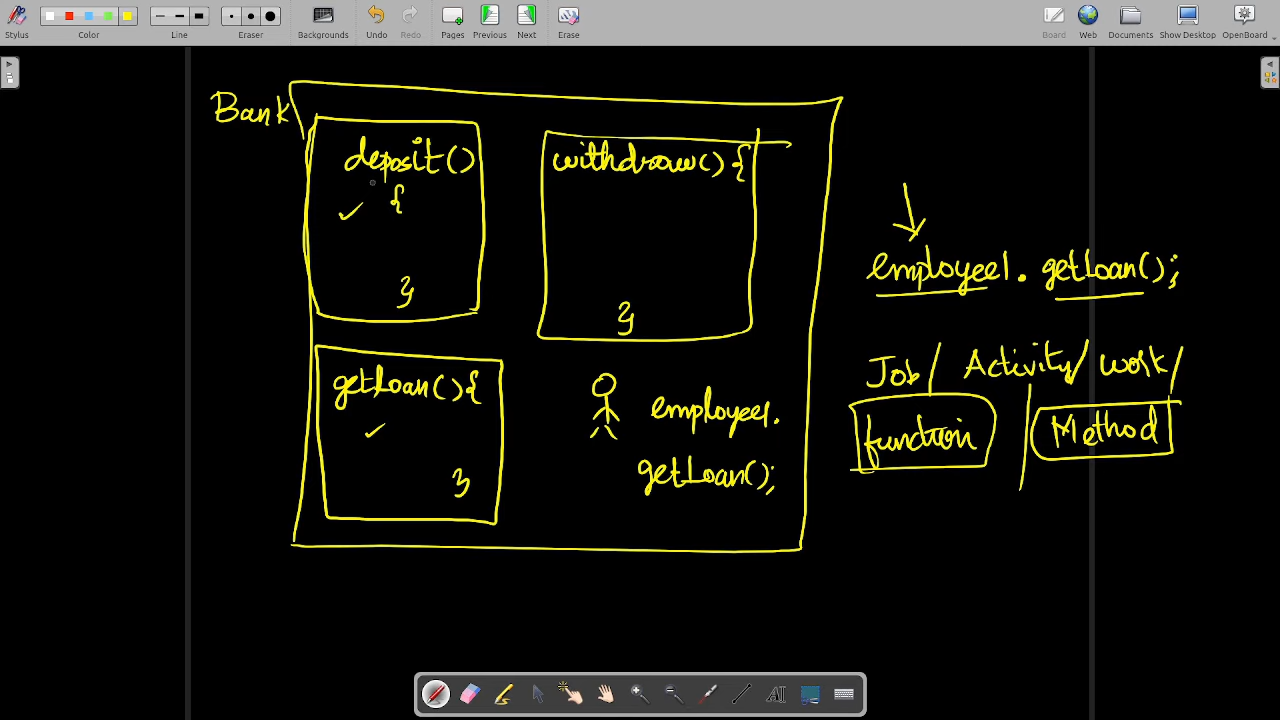 Stylus
Color
Line
Eraser
Backgrounds
Undo
Redo
Pages
Previous
Next
Erase
Board
Web
Documents
Show Desktop
OpenBoard
Bank
deposit()
{
}
withdraw() {
}
getLoan() {
}
employee1.
getLoan();
employee1. getLoan();
Job / Activity / work /
function | Method